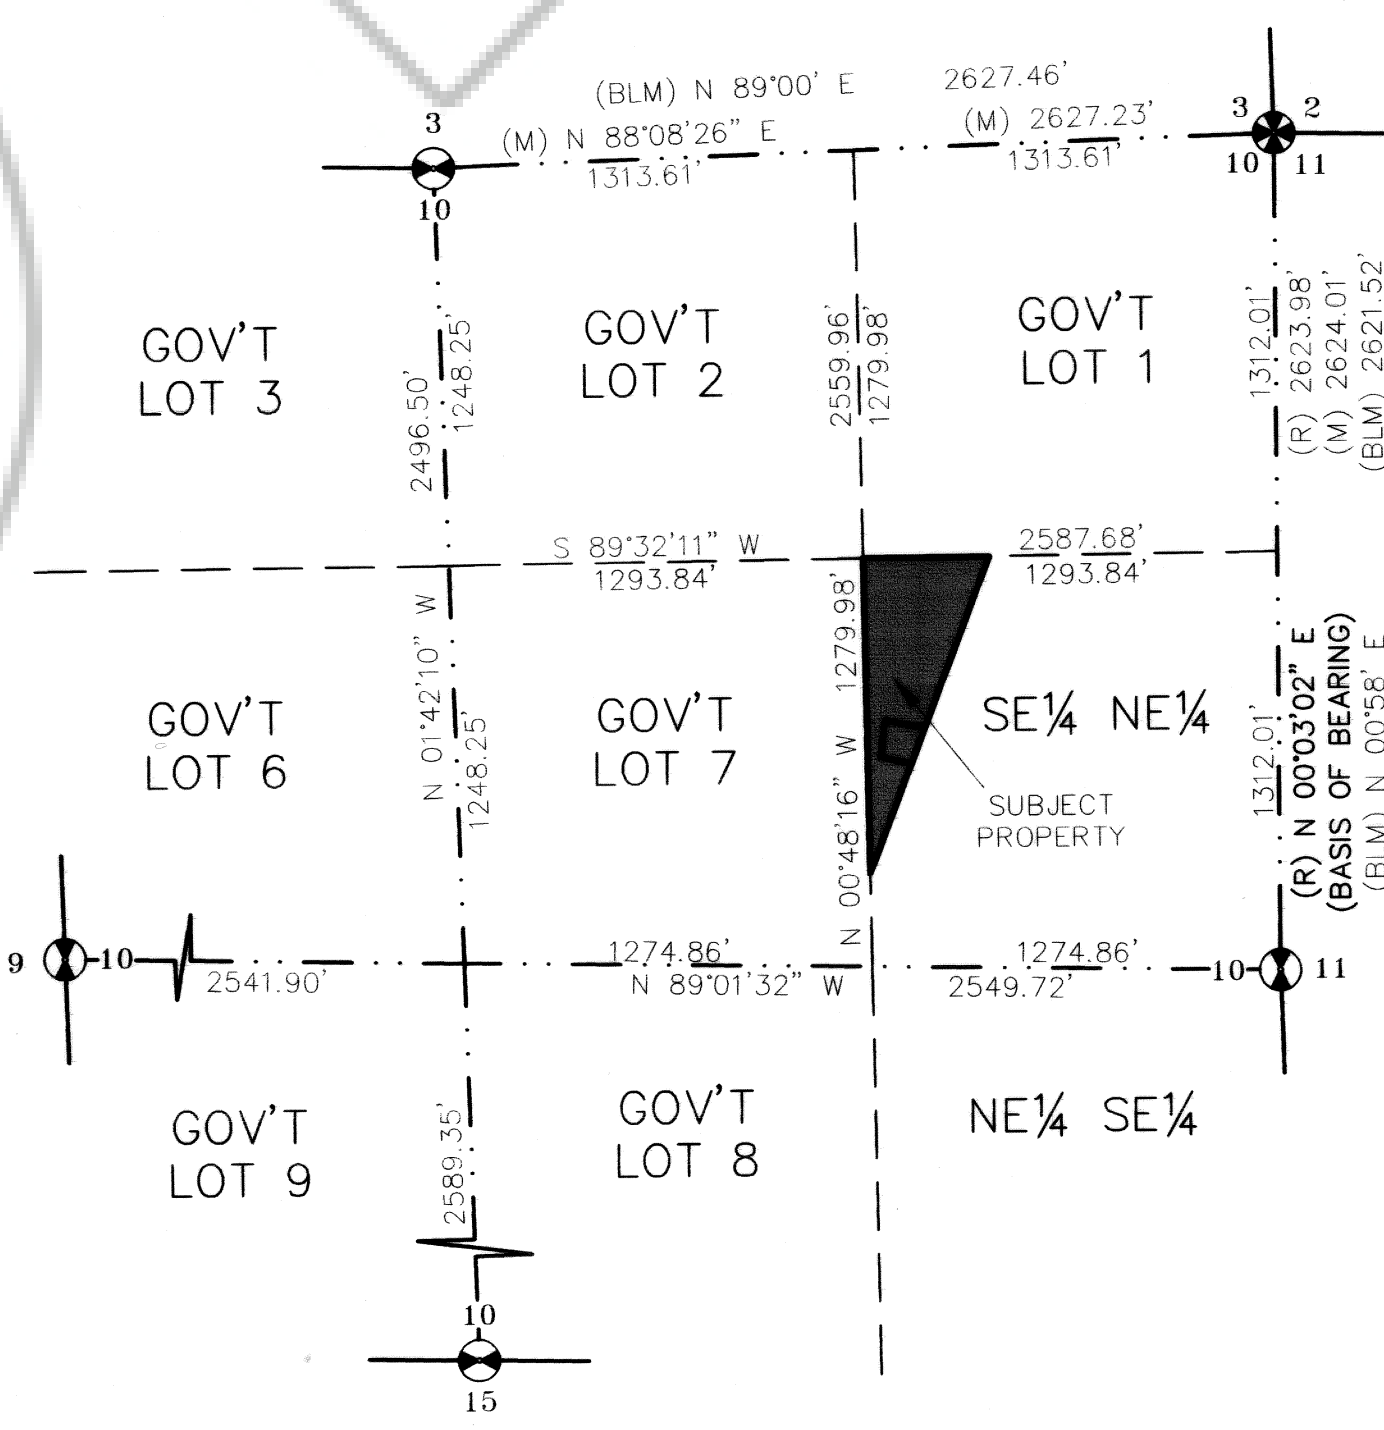 (BLM) N 89°00' E 2627.46'
(M) N 88°08'26" E (M) 2627.23'
1313.61' 1313.61'
3
10
3 2
10 11
GOV'T
LOT 3
GOV'T
LOT 2
GOV'T
LOT 1
2496.50'
1248.25'
2559.96'
1279.98'
1312.01'
(R) 2623.98'
(M) 2624.01'
(BLM) 2621.52'
S 89°32'11" W 2587.68'
1293.84' 1293.84'
N 01°42'10" W
1248.25'
N 00°48'16" W 1279.98'
1312.01'
(R) N 00°03'02" E
(BASIS OF BEARING)
(BLM) N 00°58' E
GOV'T
LOT 6
GOV'T
LOT 7
SE¼ NE¼
SUBJECT
PROPERTY
9 10
2541.90'
1274.86' 1274.86'
N 89°01'32" W 2549.72'
10 11
GOV'T
LOT 9
GOV'T
LOT 8
NE¼ SE¼
2589.35'
10
15